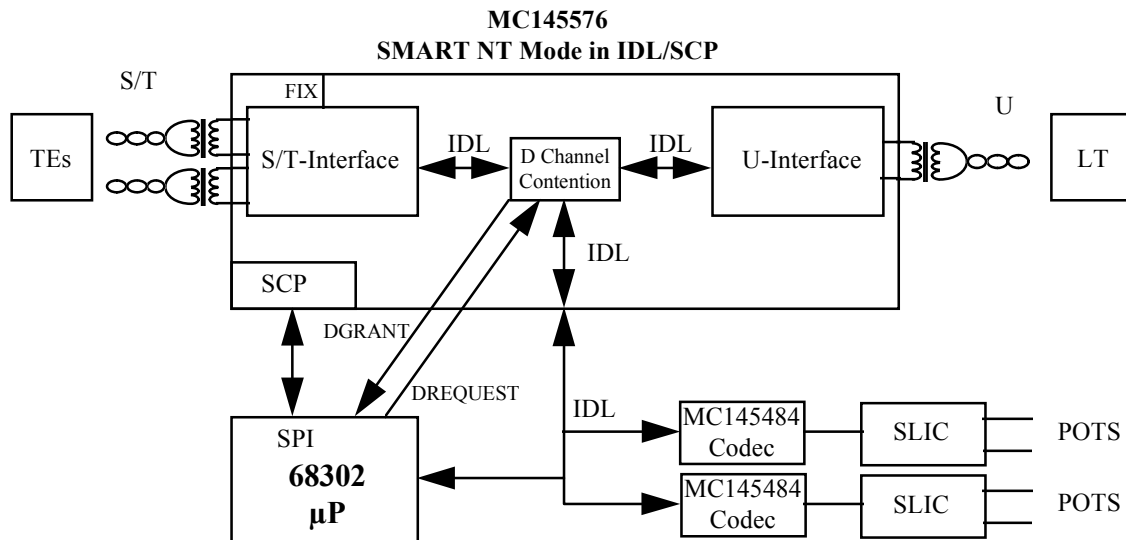 MC145576
SMART NT Mode in IDL/SCP
S/T
FIX
U
TEs
S/T-Interface
IDL
D Channel
Contention
IDL
U-Interface
LT
IDL
SCP
DGRANT
DREQUEST
IDL
SPI
68302
µP
MC145484
Codec
SLIC
POTS
MC145484
Codec
SLIC
POTS